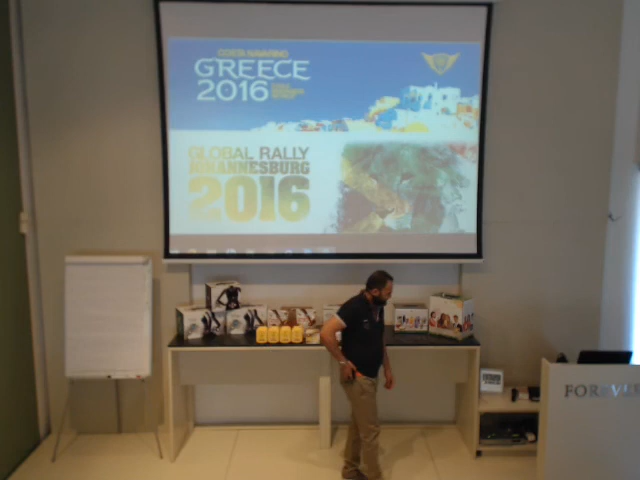 COSTA NAVARINO
GREECE
2016
GLOBAL RALLY
JOHANNESBURG
2016
FOREVER